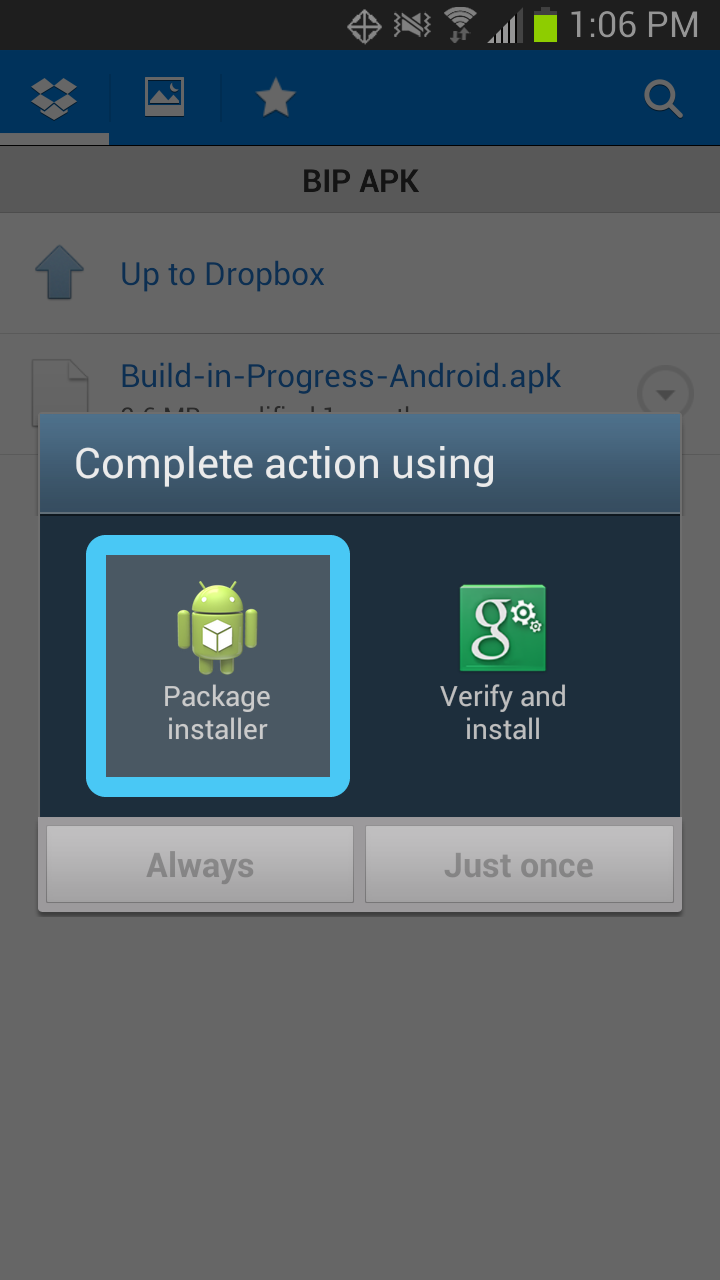 1:06 PM
BIP APK
Up to Dropbox
Build-in-Progress-Android.apk
Complete action using
Package
installer
g
Verify and
install
Always
Just once